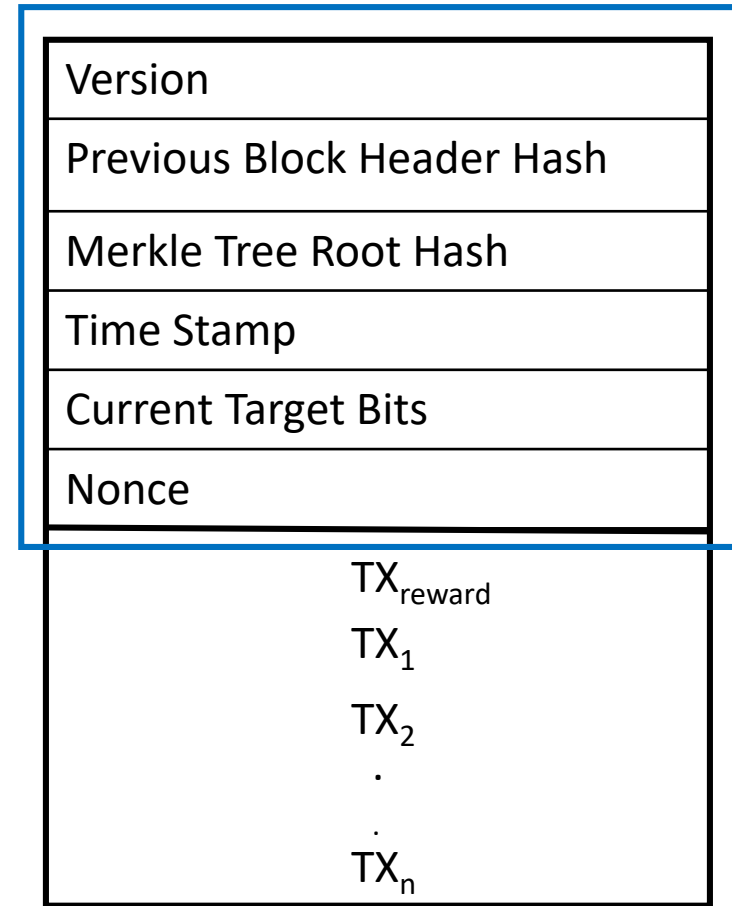 Version
Previous Block Header Hash
Merkle Tree Root Hash
Time Stamp
Current Target Bits
Nonce
TXreward
TX1
TX2
.
.
TXn